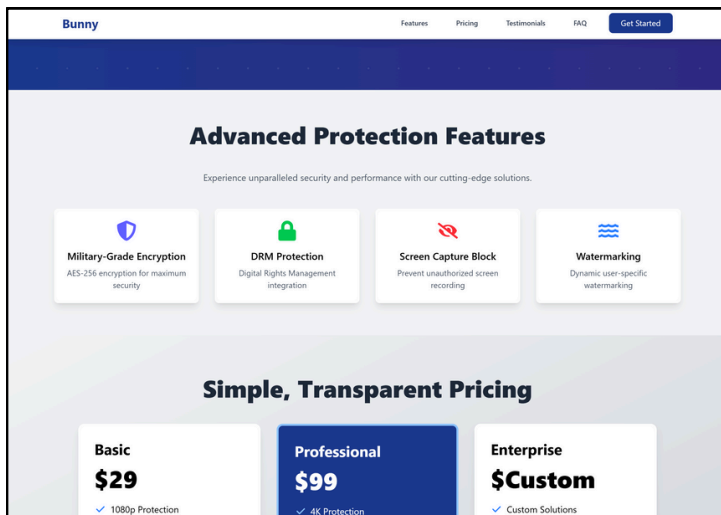 Bunny
Features
Pricing
Testimonials
FAQ
Get Started
Advanced Protection Features
Experience unparalleled security and performance with our cutting-edge solutions.
Military-Grade Encryption
AES-256 encryption for maximum
security
DRM Protection
Digital Rights Management
integration
Screen Capture Block
Prevent unauthorized screen
recording
Watermarking
Dynamic user-specific
watermarking
Simple, Transparent Pricing
Basic
$29
1080p Protection
Professional
$99
4K Protection
Enterprise
$Custom
Custom Solutions